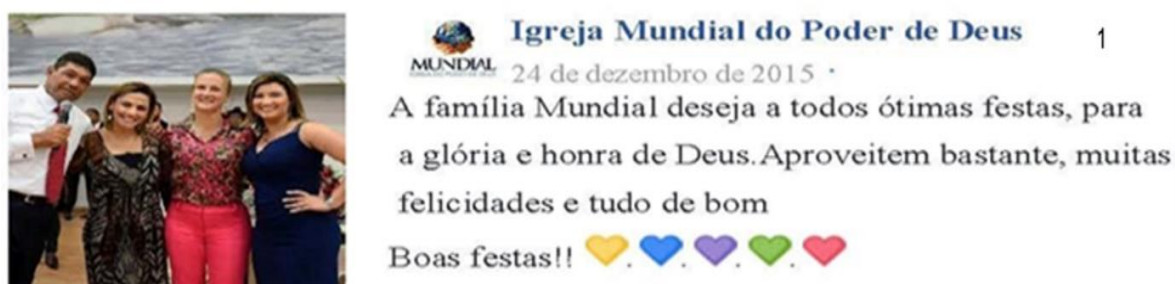 Igreja Mundial do Poder de Deus
1
MUNDIAL
24 de dezembro de 2015 ·
A família Mundial deseja a todos ótimas festas, para
a glória e honra de Deus.Aproveitem bastante, muitas
felicidades e tudo de bom
Boas festas!! 💛. 💙. 💜. 💚. ❤